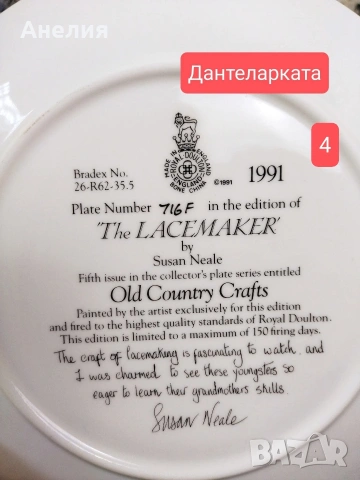 Анелия
Дантеларката
4
MADE IN ENGLAND
ROYAL DOULTON
ENGLAND
BONE CHINA
©1991
Bradex No.
26-R62-35.5
1991
Plate Number 716F in the edition of
'The LACEMAKER'
by
Susan Neale
Fifth issue in the collector's plate series entitled
Old Country Crafts
Painted by the artist exclusively for this edition
and fired to the highest quality standards of Royal Doulton.
This edition is limited to a maximum of 150 firing days.
The craft of lacemaking is fascinating to watch and
I was charmed to see these youngsters so
eager to learn their grandmothers skills.
Susan Neale
BAZAR